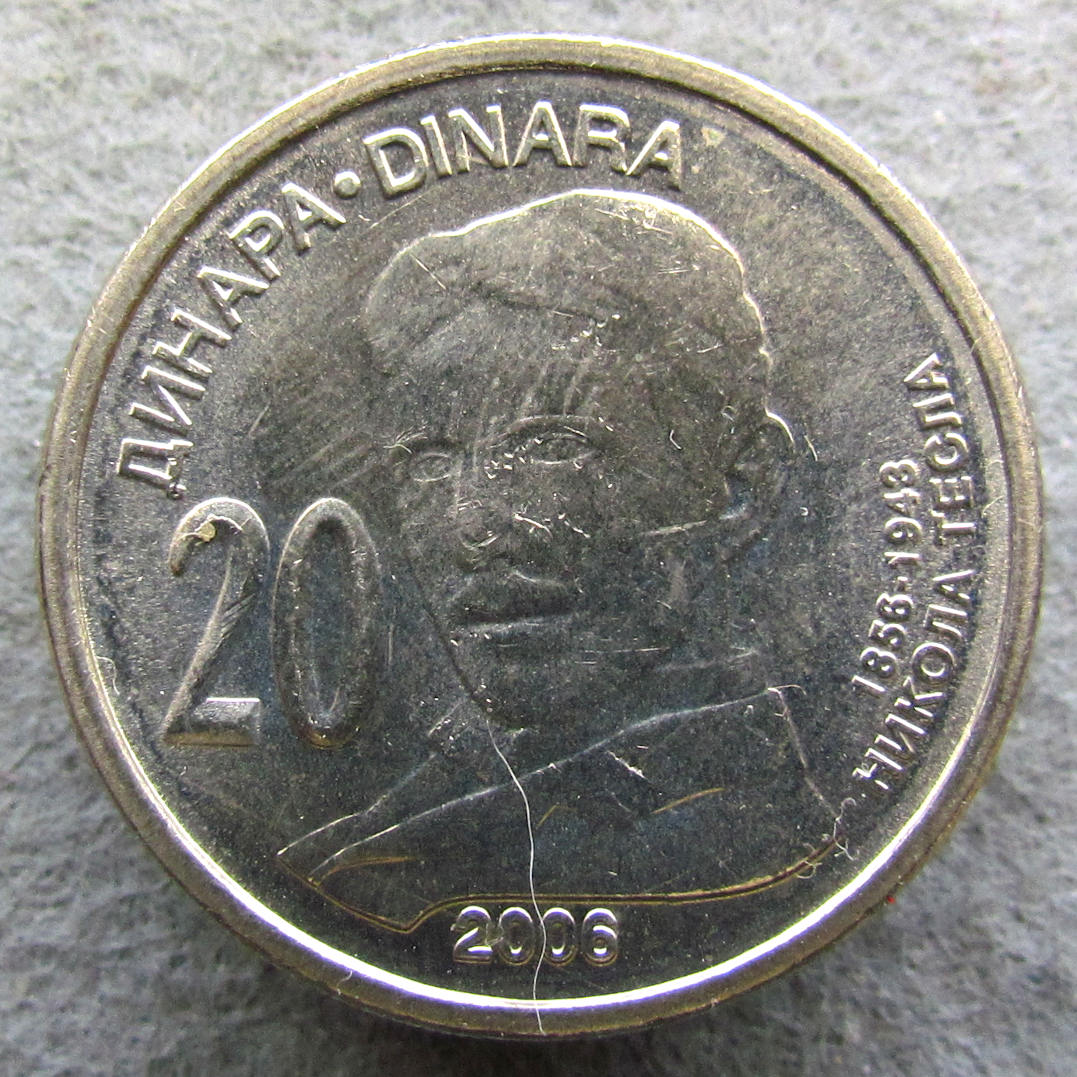 ДИНАРА • DINARA
20
1856-1943
НИКОЛА ТЕСЛА
2006